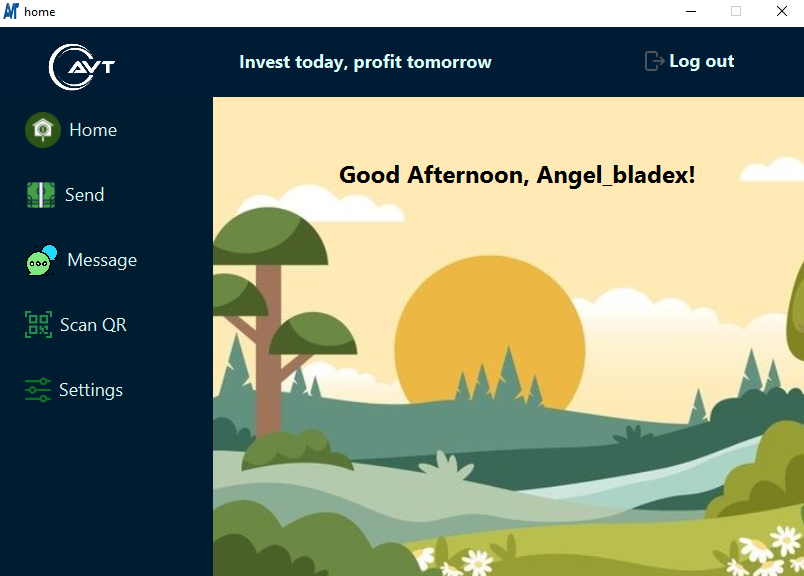 home
AVT
Invest today, profit tomorrow
Log out
Home
Send
Message
Scan QR
Settings
Good Afternoon, Angel_bladex!